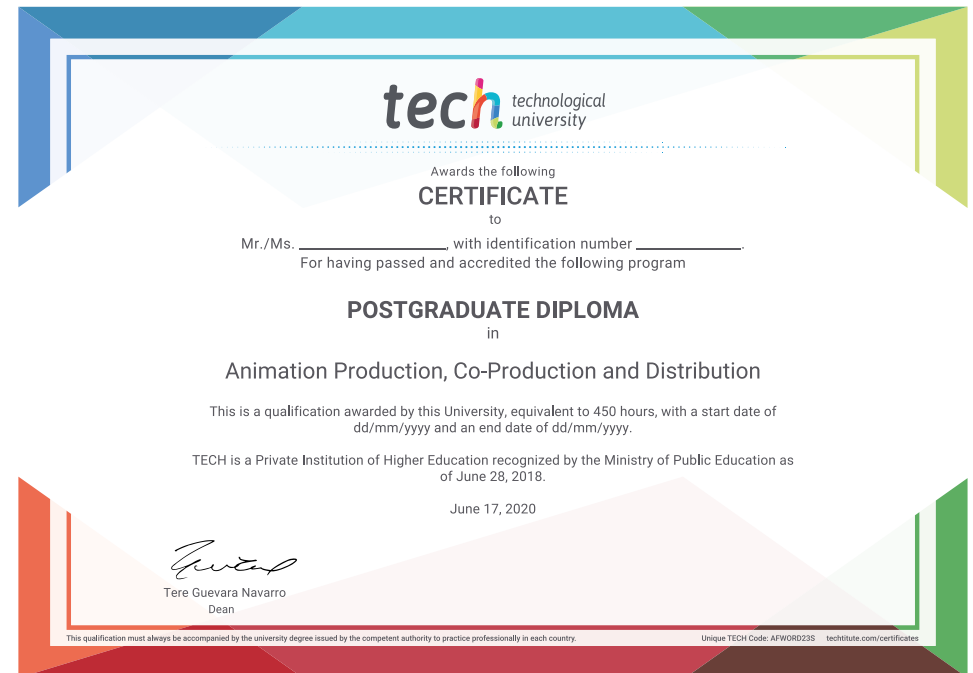 tech technological
university
Awards the following
CERTIFICATE
to
Mr./Ms. ____________________, with identification number ______________.
For having passed and accredited the following program
POSTGRADUATE DIPLOMA
in
Animation Production, Co-Production and Distribution
This is a qualification awarded by this University, equivalent to 450 hours, with a start date of
dd/mm/yyyy and an end date of dd/mm/yyyy.
TECH is a Private Institution of Higher Education recognized by the Ministry of Public Education as
of June 28, 2018.
June 17, 2020
Tere Guevara Navarro
Dean
This qualification must always be accompanied by the university degree issued by the competent authority to practice professionally in each country. Unique TECH Code: AFWORD23S techtitute.com/certificates